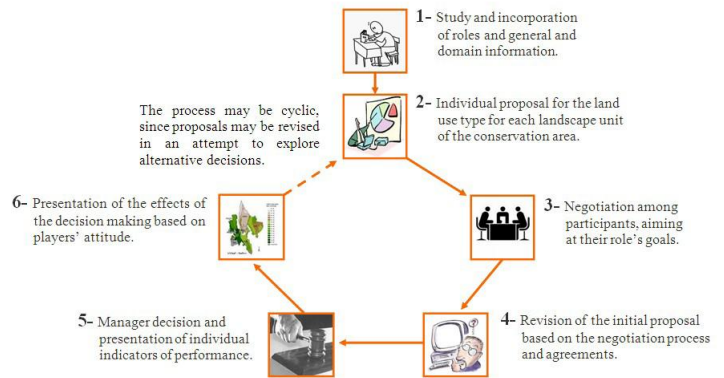 1- Study and incorporation
of roles and general and
domain information.
The process may be cyclic,
since proposals may be revised
in an attempt to explore
alternative decisions.
2- Individual proposal for the land
use type for each landscape unit
of the conservation area.
3- Negotiation among
participants, aiming
at their role's goals.
4- Revision of the initial proposal
based on the negotiation process
and agreements.
5- Manager decision and
presentation of individual
indicators of performance.
6- Presentation of the effects of
the decision making based on
players' attitude.